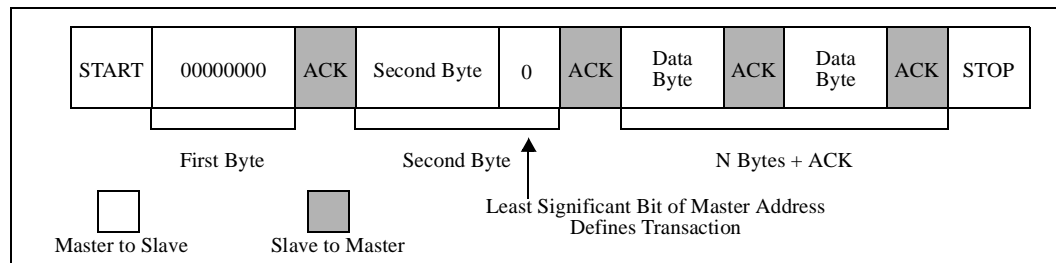 START 00000000 ACK Second Byte 0 ACK Data Byte ACK Data Byte ACK STOP
First Byte Second Byte N Bytes + ACK
Least Significant Bit of Master Address
Defines Transaction
Master to Slave Slave to Master